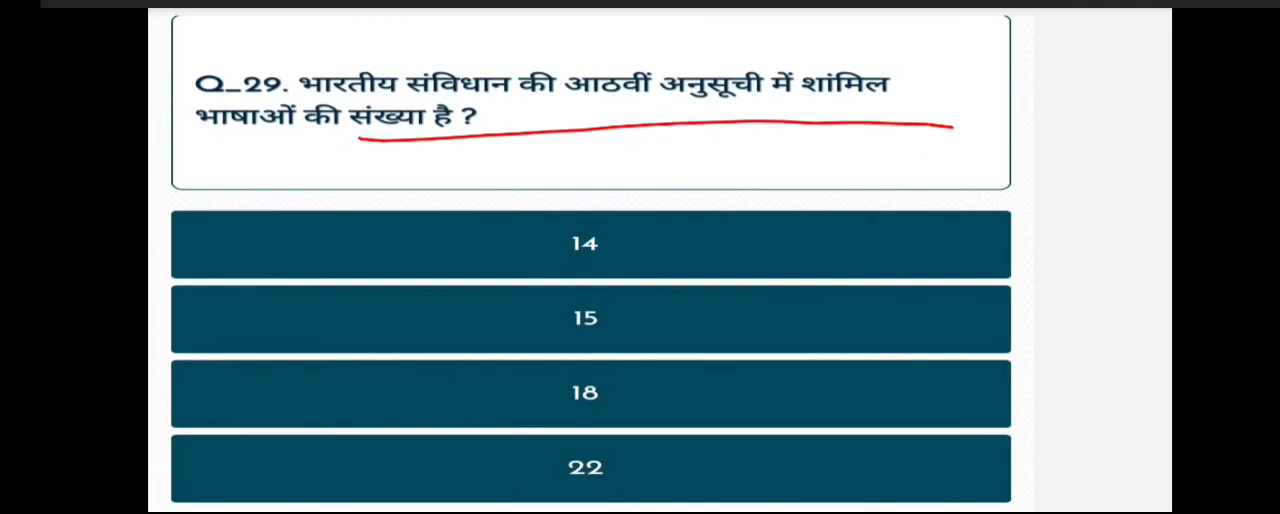 Q_29. भारतीय संविधान की आठवीं अनुसूची में शांमिल
भाषाओं की संख्या है ?
14
15
18
22